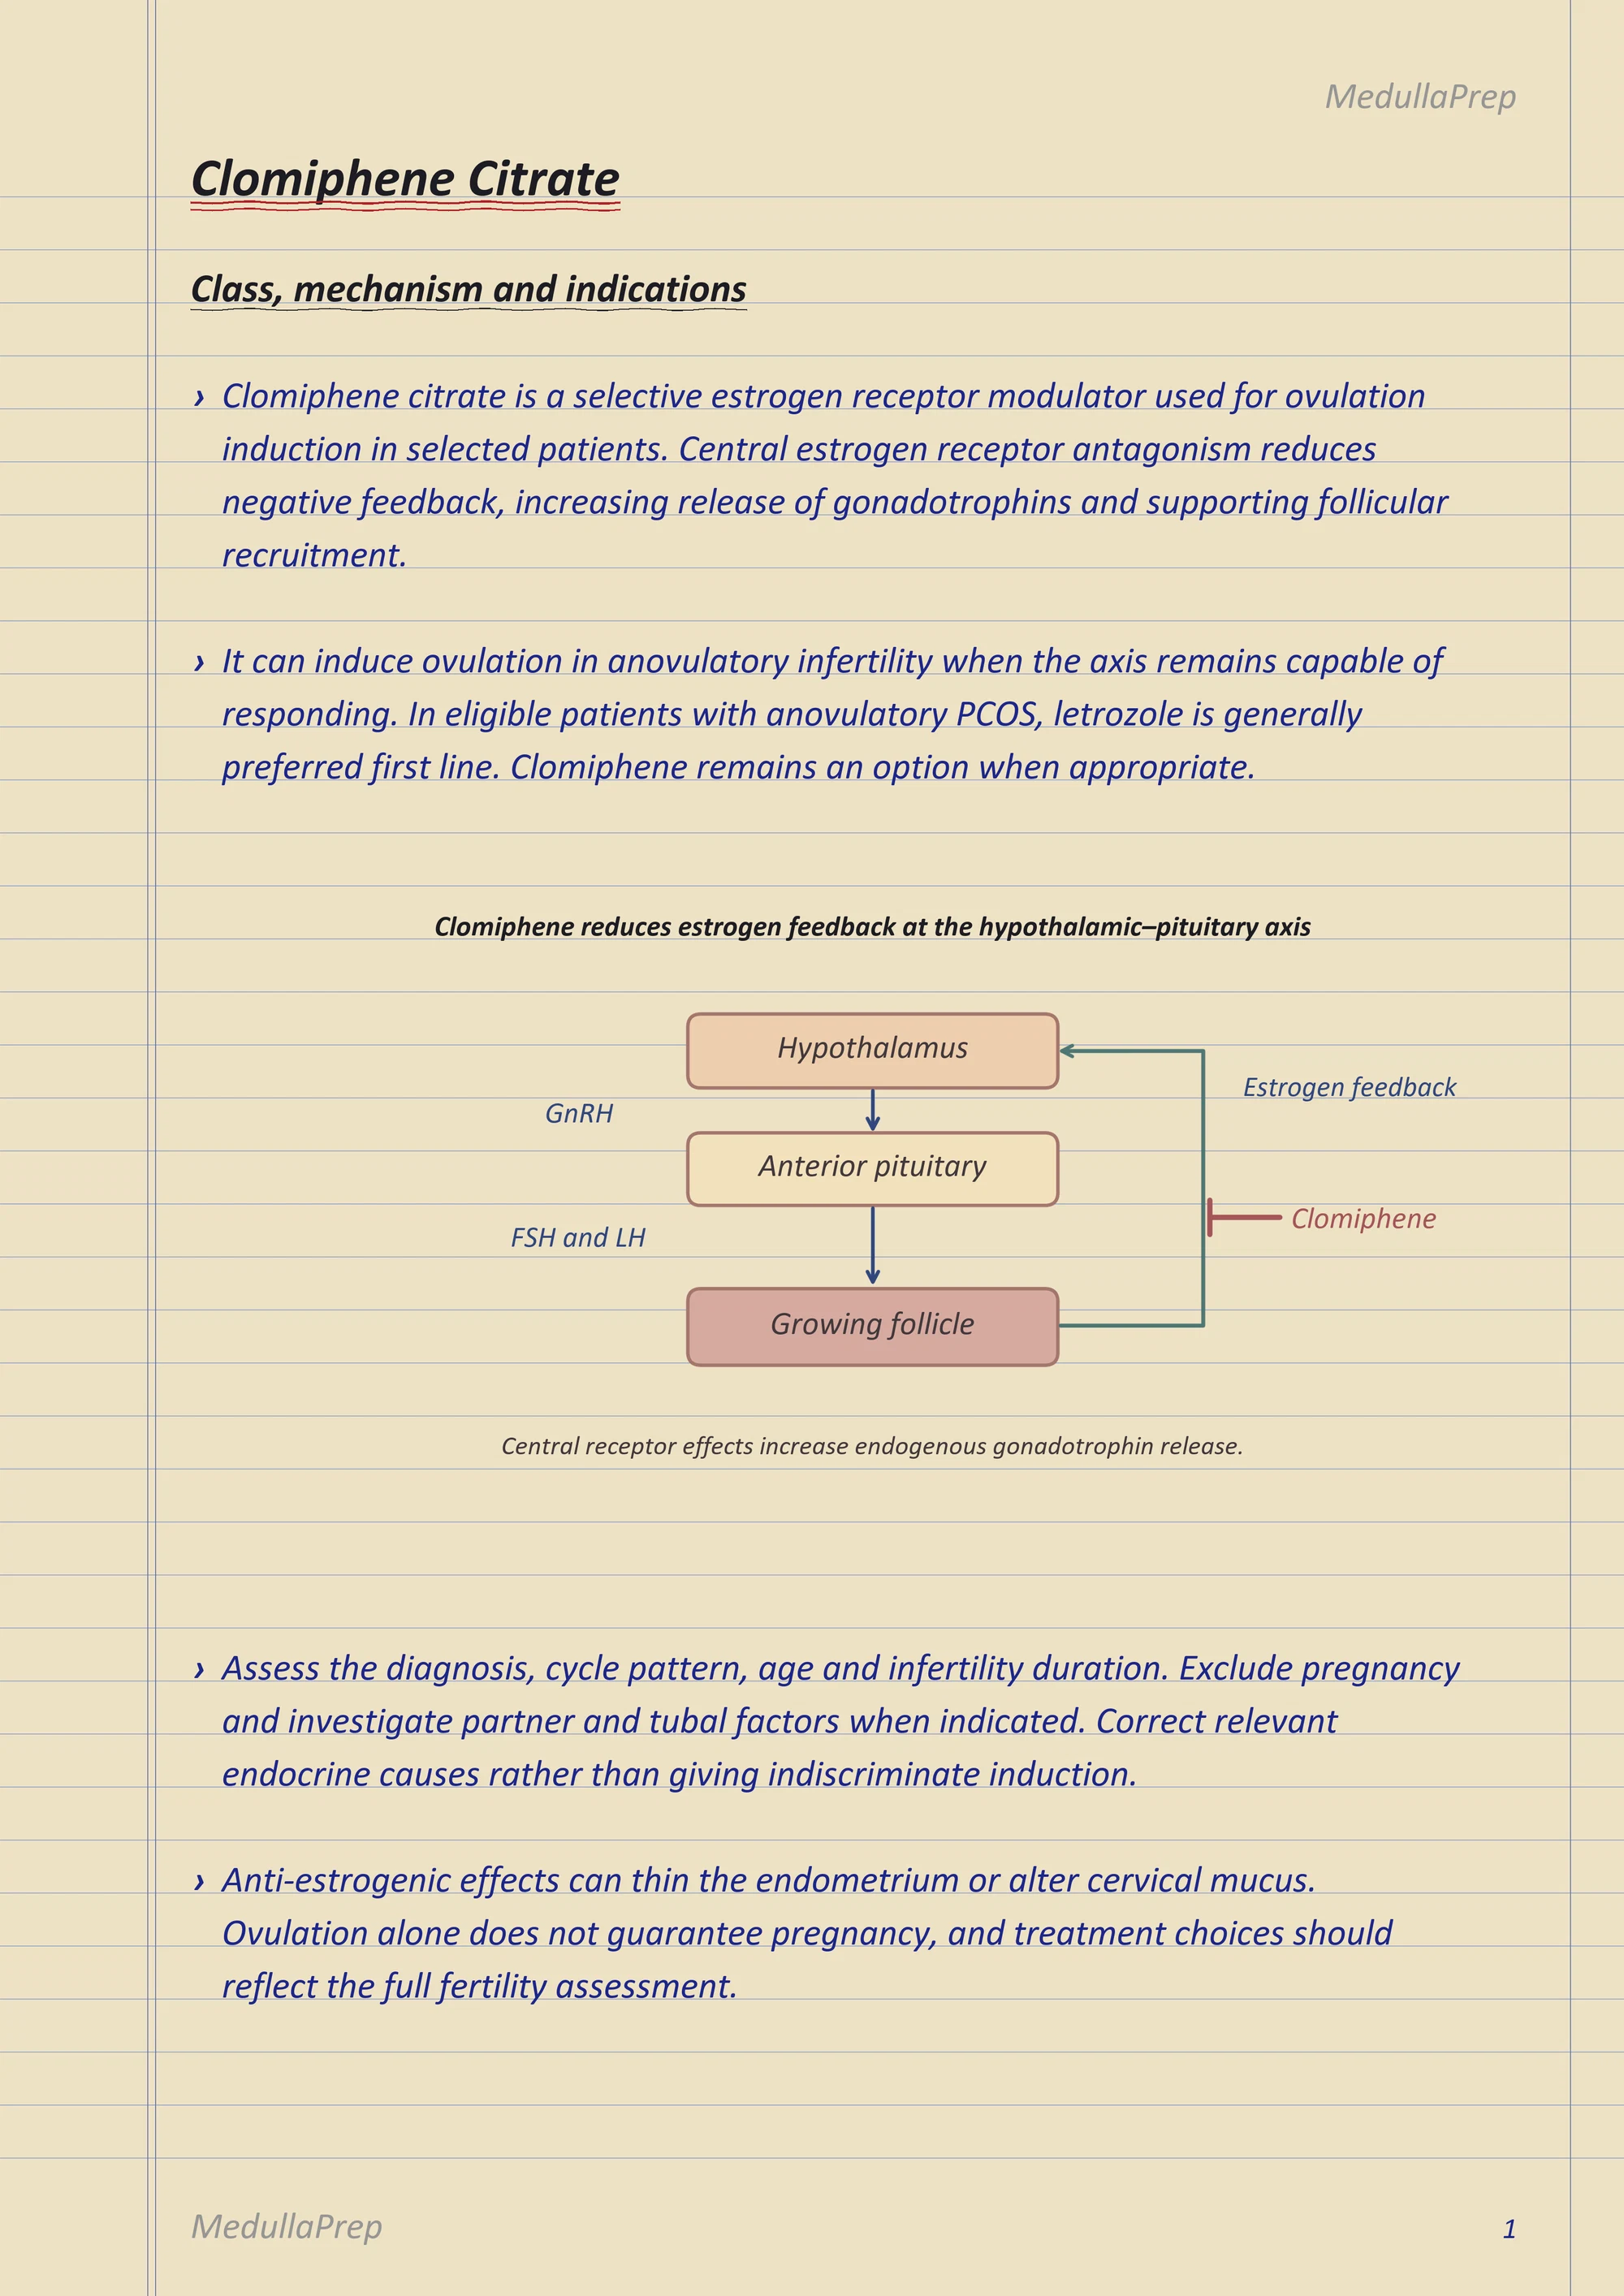 MedullaPrep
Clomiphene Citrate
Class, mechanism and indications
› Clomiphene citrate is a selective estrogen receptor modulator used for ovulation
induction in selected patients. Central estrogen receptor antagonism reduces
negative feedback, increasing release of gonadotrophins and supporting follicular
recruitment.
› It can induce ovulation in anovulatory infertility when the axis remains capable of
responding. In eligible patients with anovulatory PCOS, letrozole is generally
preferred first line. Clomiphene remains an option when appropriate.
Clomiphene reduces estrogen feedback at the hypothalamic–pituitary axis
Hypothalamus
Estrogen feedback
GnRH
Anterior pituitary
Clomiphene
FSH and LH
Growing follicle
Central receptor effects increase endogenous gonadotrophin release.
› Assess the diagnosis, cycle pattern, age and infertility duration. Exclude pregnancy
and investigate partner and tubal factors when indicated. Correct relevant
endocrine causes rather than giving indiscriminate induction.
› Anti-estrogenic effects can thin the endometrium or alter cervical mucus.
Ovulation alone does not guarantee pregnancy, and treatment choices should
reflect the full fertility assessment.
MedullaPrep
1